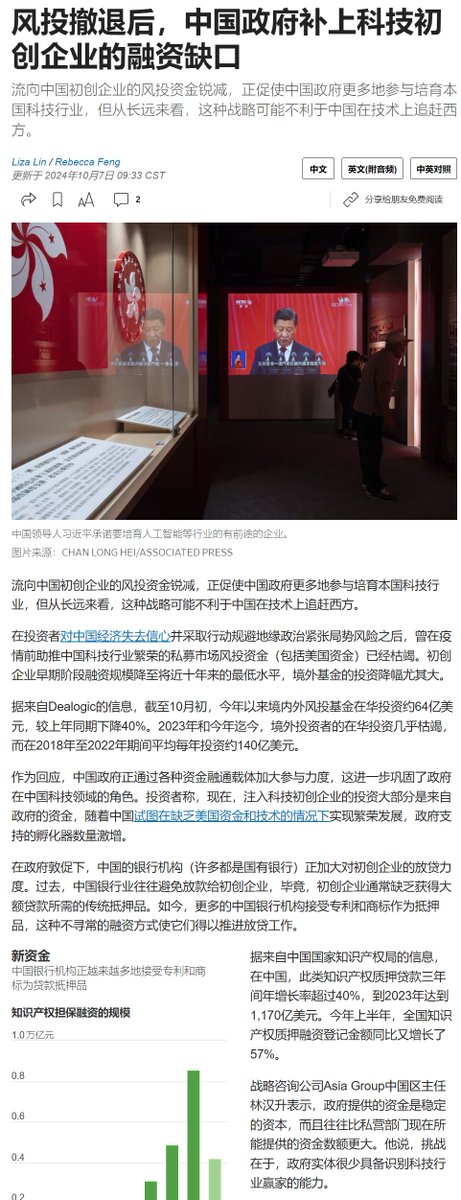 风投撤退后，中国政府补上科技初
创企业的融资缺口
流向中国初创企业的风投资金锐减，正促使中国政府更多地参与培育本
国科技行业，但从长远来看，这种战略可能不利于中国在技术上追赶西
方。
Liza Lin / Rebecca Feng
更新于 2024年10月7日 09:33 CST
中文
英文(附音频)
中英对照
2
分享给朋友免费阅读
中国领导人习近平承诺要培育人工智能等行业的有前途的企业。
图片来源：CHAN LONG HEI/ASSOCIATED PRESS
流向中国初创企业的风投资金锐减，正促使中国政府更多地参与培育本国科技行
业，但从长远来看，这种战略可能不利于中国在技术上追赶西方。
在投资者对中国经济失去信心并采取行动规避地缘政治紧张局势风险之后，曾在疫
情前助推中国科技行业繁荣的私募市场风投资金（包括美国资金）已经枯竭。初创
企业早期阶段融资规模降至将近十年来的最低水平，境外基金的投资降幅尤其大。
据来自Dealogic的信息，截至10月初，今年以来境内外风投基金在华投资约64亿美
元，较上年同期下降40%。2023年和今年迄今，境外投资者的在华投资几乎枯竭，
而在2018年至2022年期间平均每年投资约140亿美元。
作为回应，中国政府正通过各种资金融通载体加大参与力度，这进一步巩固了政府
在中国科技领域的角色。投资者称，现在，注入科技初创企业的投资大部分是来自
政府的资金，随着中国试图在缺乏美国资金和技术的情况下实现繁荣发展，政府支
持的孵化器数量激增。
在政府敦促下，中国的银行机构（许多都是国有银行）正加大对初创企业的放贷力
度。过去，中国银行业往往避免放款给初创企业，毕竟，初创企业通常缺乏获得大
额贷款所需的传统抵押品。如今，更多的中国银行机构接受专利和商标作为抵押
品，这种不寻常的融资方式使它们得以推进放贷工作。
新资金
中国银行机构正越来越多地接受专利和商
标为贷款抵押品
知识产权担保融资的规模
1.0万亿元
0.8
0.6
0.4
0.2
据来自中国国家知识产权局的信息，
在中国，此类知识产权质押贷款三年
间年增长率超过40%，到2023年达到
1,170亿美元。今年上半年，全国知识
产权质押融资登记金额同比又增长了
57%。
战略咨询公司Asia Group中国区主任
林汉升表示，政府提供的资金是稳定
的资本，而且往往比私营部门现在所
能提供的资金数额更大。他说，挑战
在于，政府实体很少具备识别科技行
业赢家的能力。